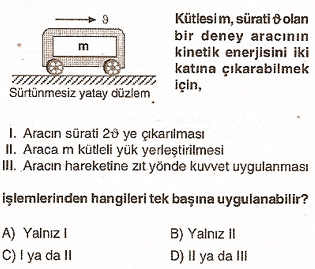 ϑ
m
Sürtünmesiz yatay düzlem
Kütlesi m, sürati ϑ olan
bir deney aracının
kinetik enerjisini iki
katına çıkarabilmek
için,
I. Aracın sürati 2ϑ ye çıkarılması
II. Araca m kütleli yük yerleştirilmesi
III. Aracın hareketine zıt yönde kuvvet uygulanması
işlemlerinden hangileri tek başına uygulanabilir?
A) Yalnız I
B) Yalnız II
C) I ya da II
D) II ya da III